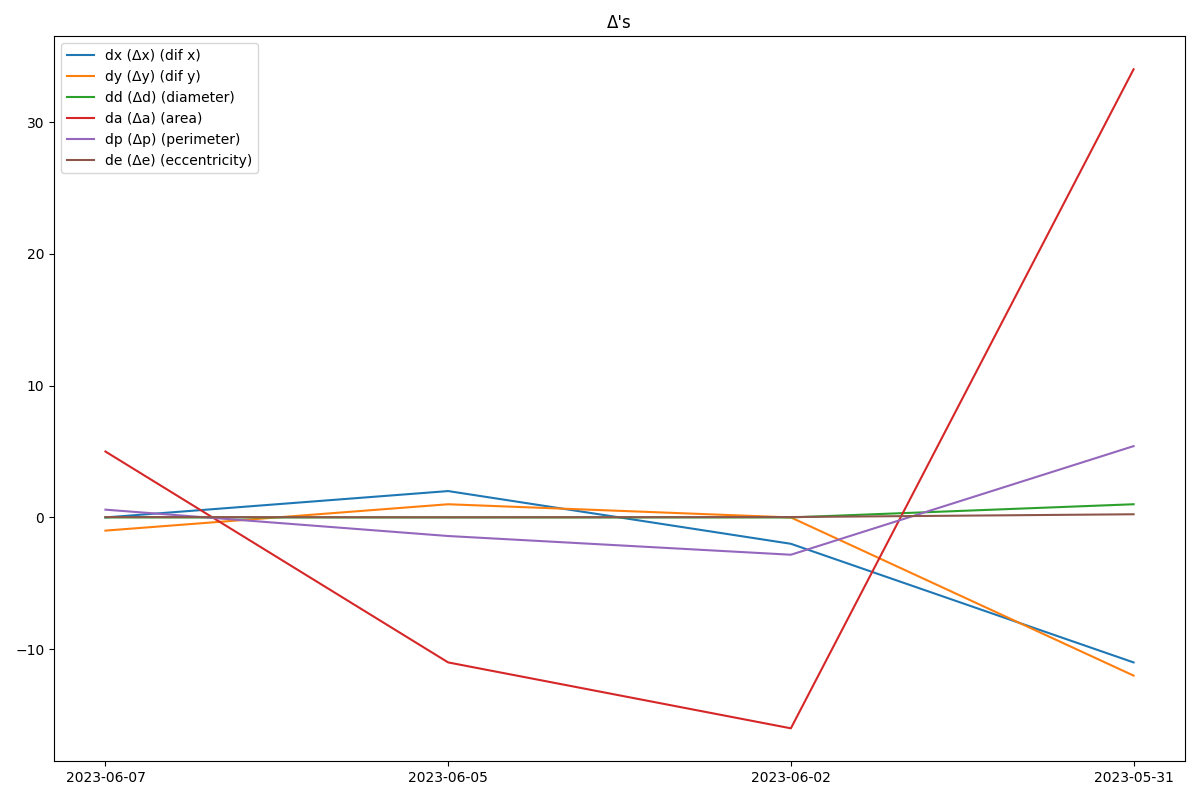 Δ's
dx (Δx) (dif x)
dy (Δy) (dif y)
dd (Δd) (diameter)
da (Δa) (area)
dp (Δp) (perimeter)
de (Δe) (eccentricity)
30
20
10
0
−10
2023-06-07 2023-06-05 2023-06-02 2023-05-31